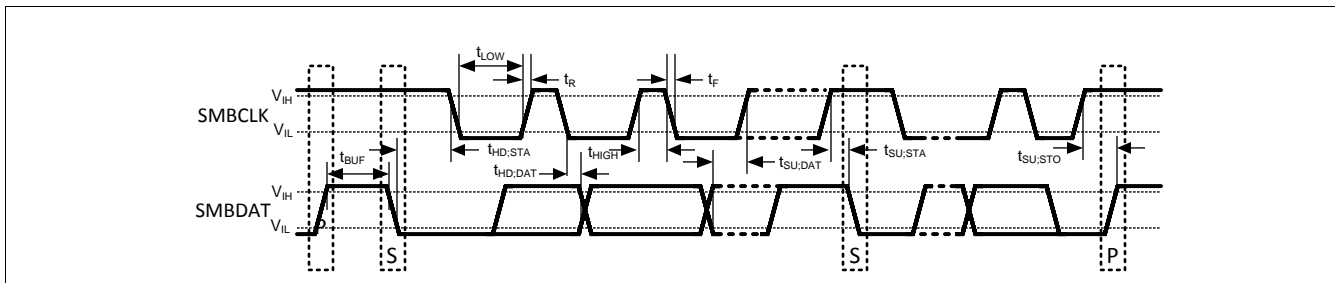 tLOW
tR
tF
VIH
SMBCLK
VIL
tBUF
tHD;STA
tHIGH
tSU;DAT
tSU;STA
tSU;STO
tHD;DAT
VIH
SMBDAT
VIL
P
S
S
P